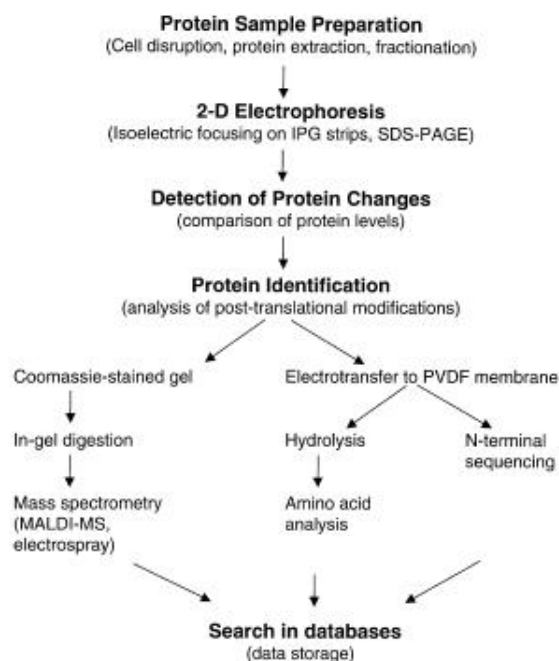 Protein Sample Preparation
(Cell disruption, protein extraction, fractionation)
2-D Electrophoresis
(Isoelectric focusing on IPG strips, SDS-PAGE)
Detection of Protein Changes
(comparison of protein levels)
Protein Identification
(analysis of post-translational modifications)
Coomassie-stained gel
Electrotransfer to PVDF membrane
In-gel digestion
Hydrolysis
N-terminal
sequencing
Mass spectrometry
(MALDI-MS,
electrospray)
Amino acid
analysis
Search in databases
(data storage)